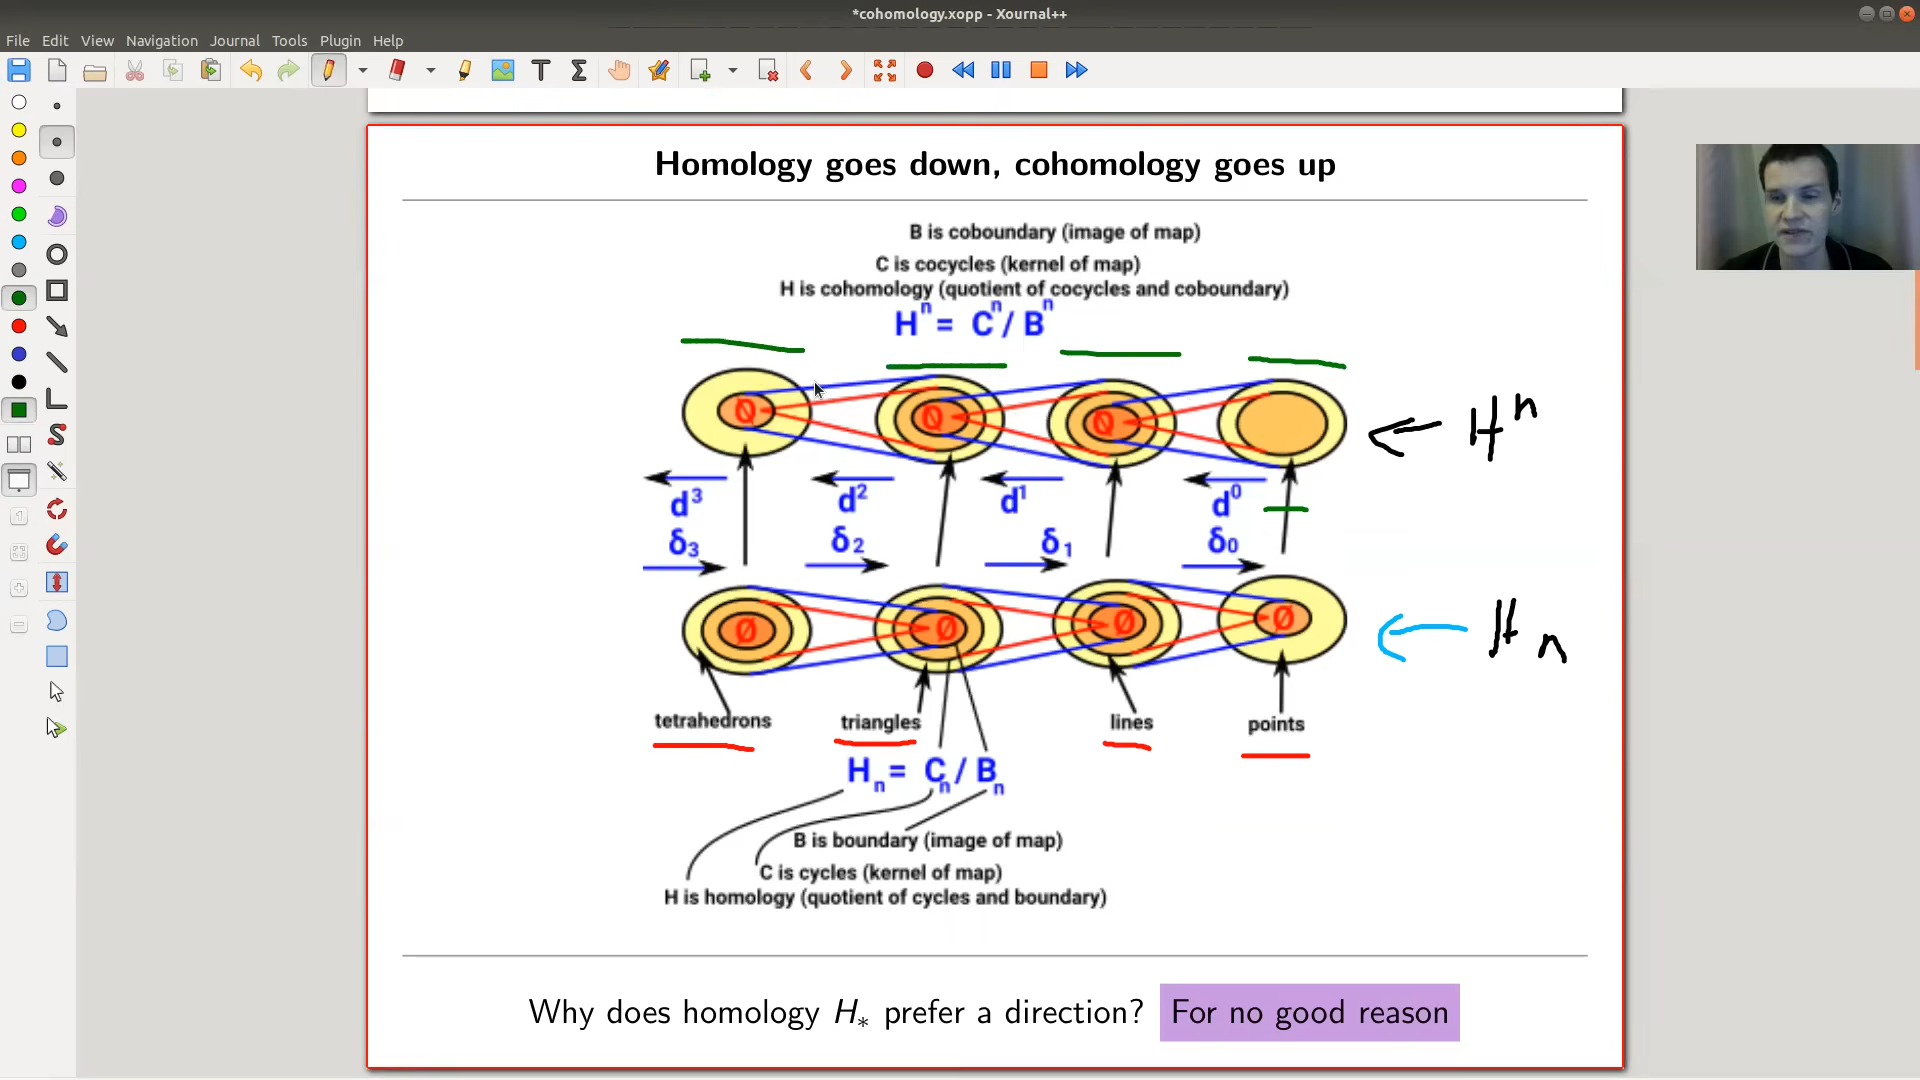 *cohomology.xopp - Xournal++
File Edit View Navigation Journal Tools Plugin Help
Homology goes down, cohomology goes up
B is coboundary (image of map)
C is cocycles (kernel of map)
H is cohomology (quotient of cocycles and coboundary)
Hⁿ = Cⁿ/ Bⁿ
Ø Ø Ø
Hⁿ
d³ d² d¹ d⁰
δ₃ δ₂ δ₁ δ₀
Ø Ø Ø Ø
Hₙ
tetrahedrons triangles lines points
Hₙ = Cₙ / Bₙ
B is boundary (image of map)
C is cycles (kernel of map)
H is homology (quotient of cycles and boundary)
Why does homology H∗ prefer a direction? For no good reason